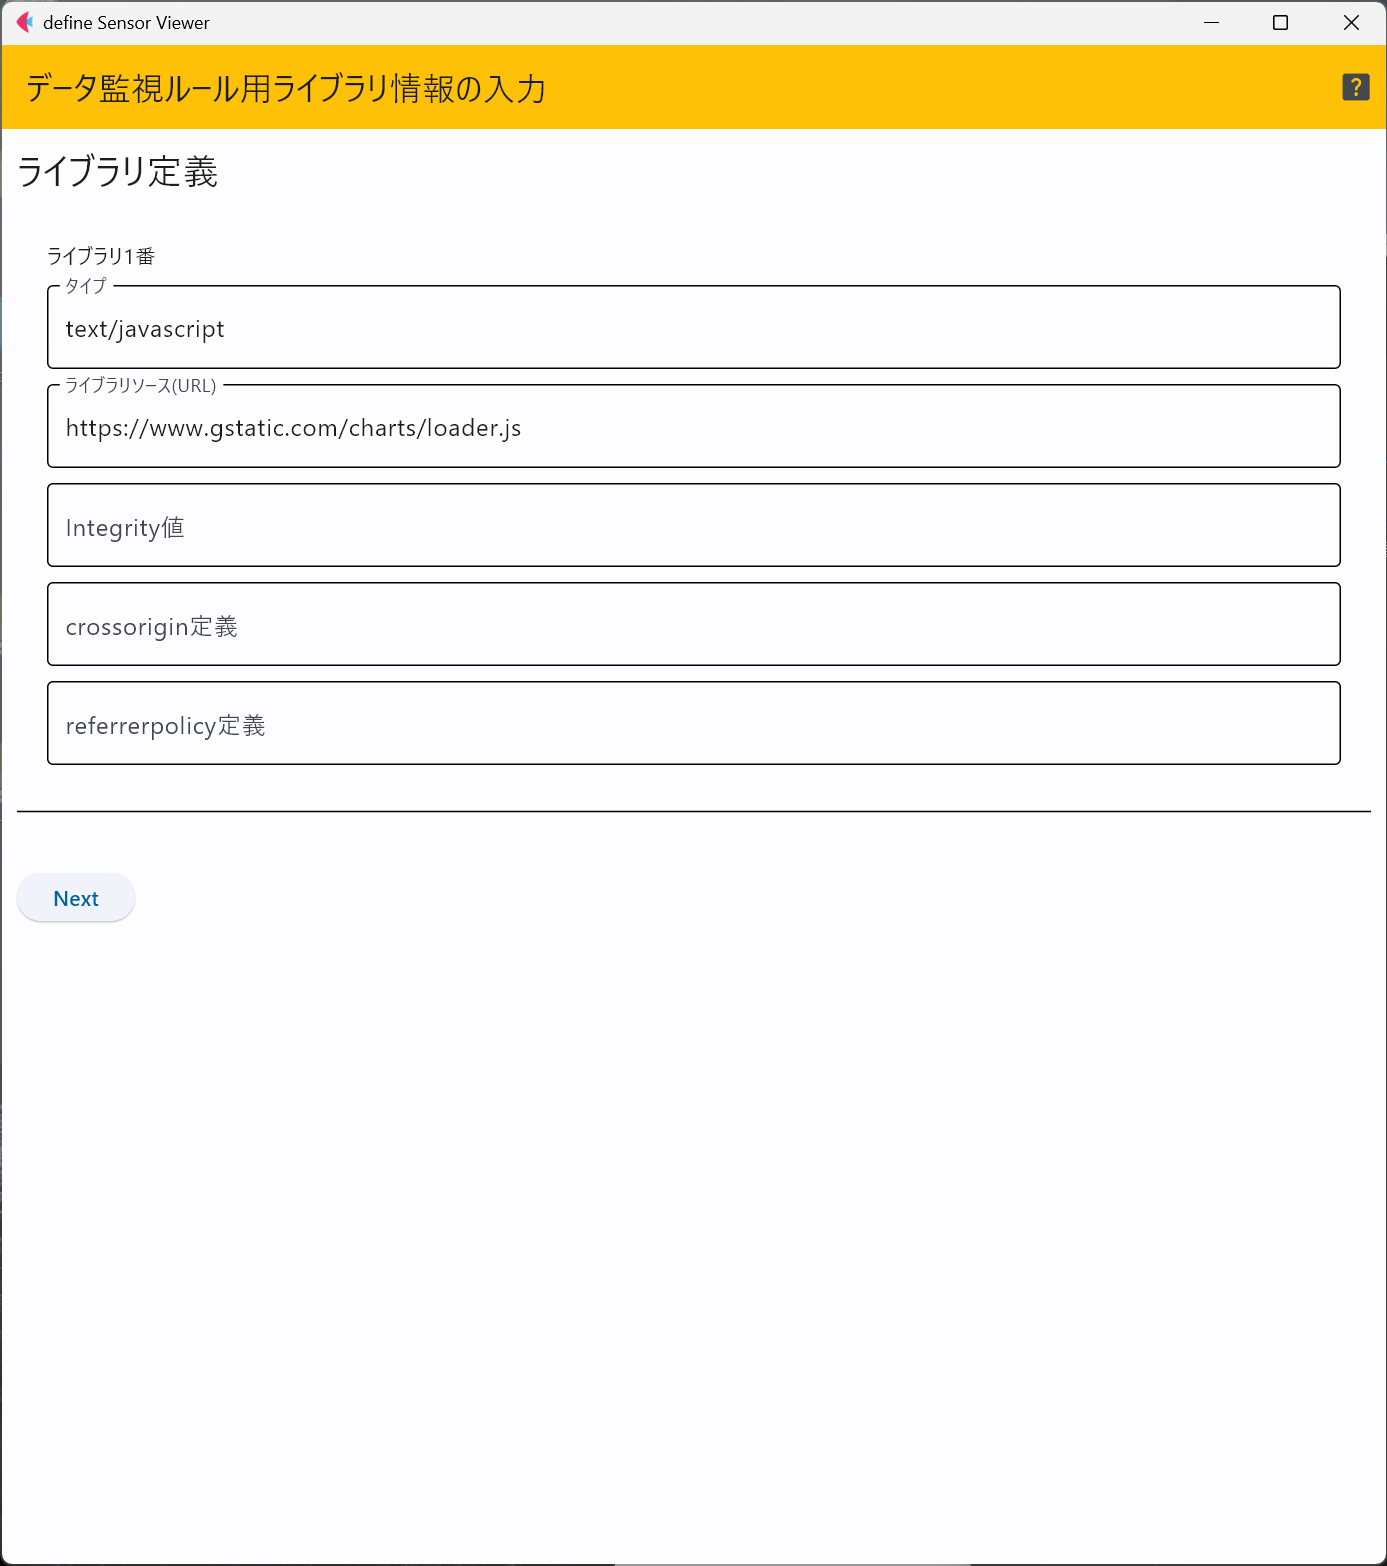 define Sensor Viewer
データ監視ルール用ライブラリ情報の入力
?
ライブラリ定義
ライブラリ1番
タイプ
text/javascript
ライブラリソース(URL)
https://www.gstatic.com/charts/loader.js
Integrity値
crossorigin定義
referrerpolicy定義
Next